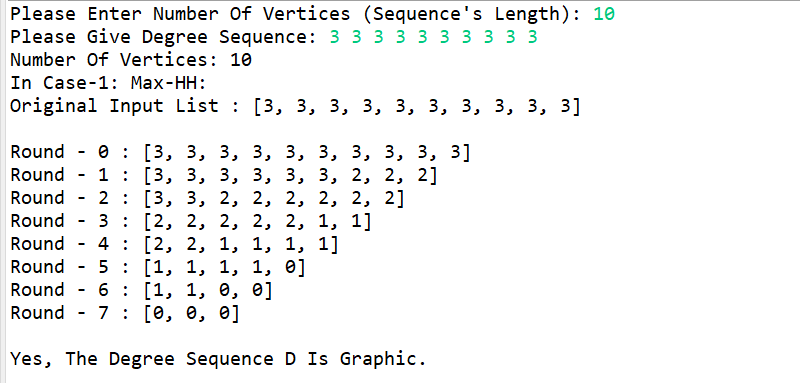 Please Enter Number Of Vertices (Sequence's Length): 10
Please Give Degree Sequence: 3 3 3 3 3 3 3 3 3 3
Number Of Vertices: 10
In Case-1: Max-HH:
Original Input List : [3, 3, 3, 3, 3, 3, 3, 3, 3, 3]
Round - 0 : [3, 3, 3, 3, 3, 3, 3, 3, 3, 3]
Round - 1 : [3, 3, 3, 3, 3, 3, 2, 2, 2]
Round - 2 : [3, 3, 2, 2, 2, 2, 2, 2]
Round - 3 : [2, 2, 2, 2, 2, 1, 1]
Round - 4 : [2, 2, 1, 1, 1, 1]
Round - 5 : [1, 1, 1, 1, 0]
Round - 6 : [1, 1, 0, 0]
Round - 7 : [0, 0, 0]
Yes, The Degree Sequence D Is Graphic.